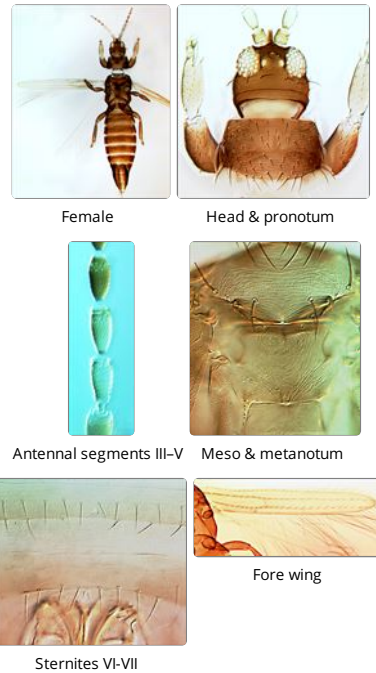 Female
Head & pronotum
Antennal segments III–V
Meso & metanotum
Fore wing
Sternites VI-VII